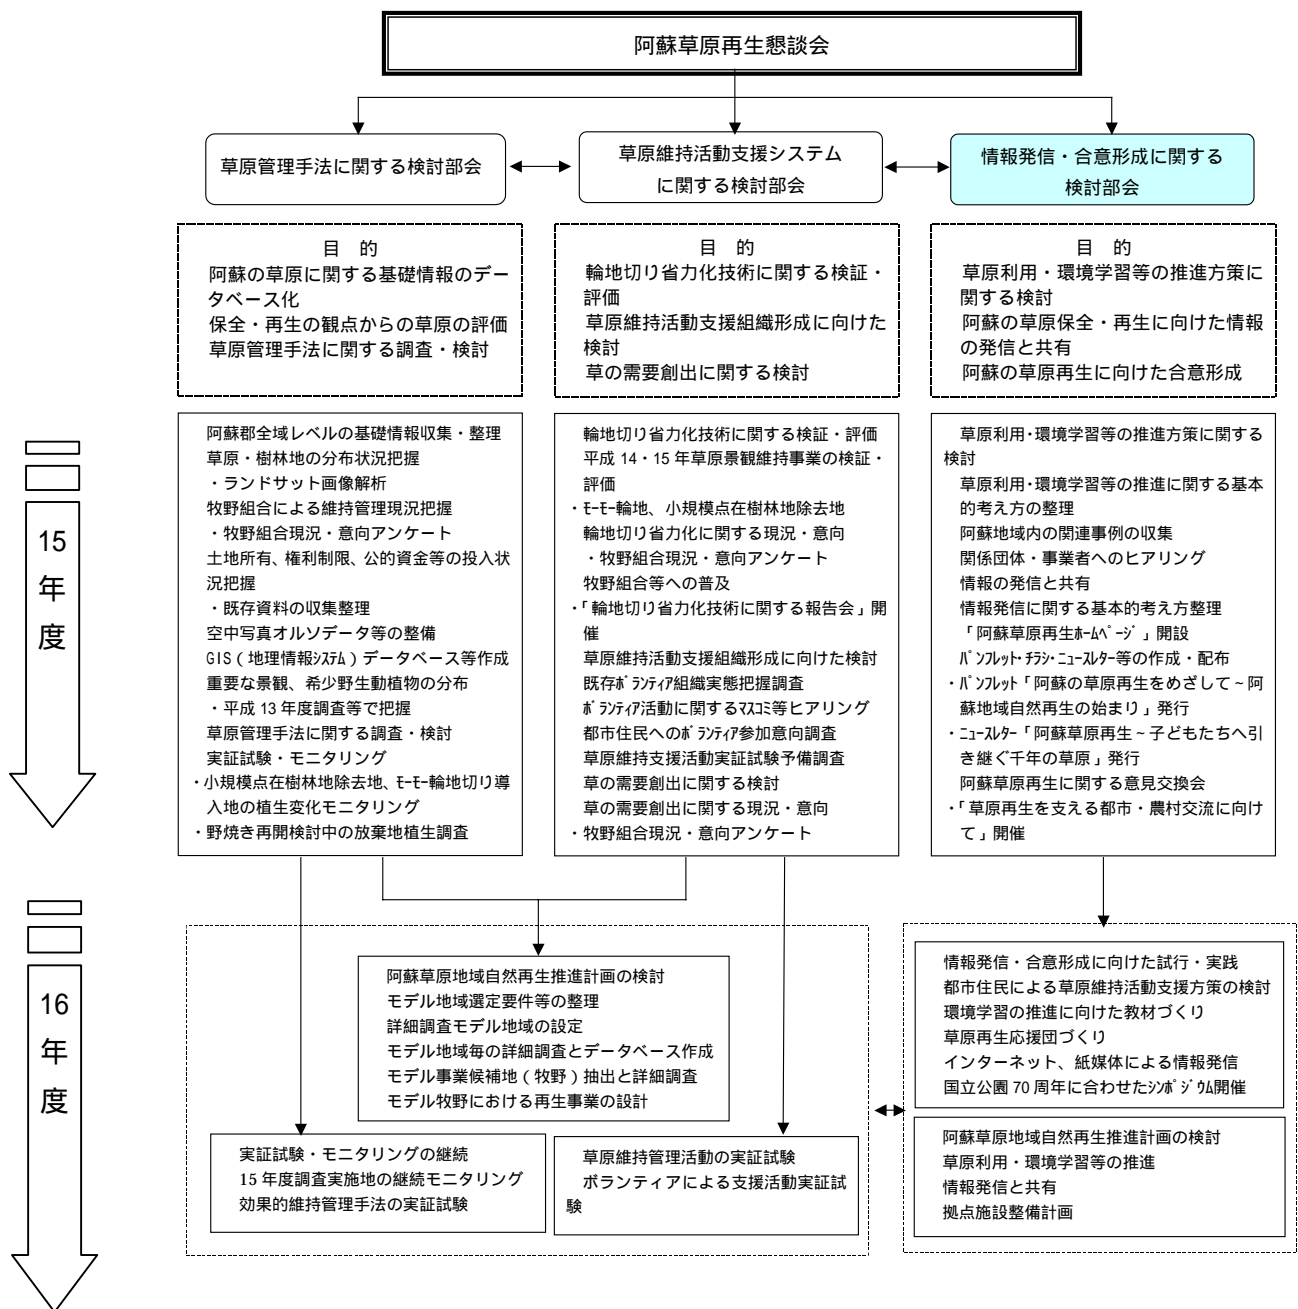 阿蘇草原再生懇談会
草原管理手法に関する検討部会
草原維持活動支援システム
に関する検討部会
情報発信・合意形成に関する
検討部会
目 的
阿蘇の草原に関する基礎情報のデー
タベース化
保全・再生の観点からの草原の評価
草原管理手法に関する調査・検討
目 的
輪地切り省力化技術に関する検証・
評価
草原維持活動支援組織形成に向けた
検討
草の需要創出に関する検討
目 的
草原利用・環境学習等の推進方策に
関する検討
阿蘇の草原保全・再生に向けた情報
の発信と共有
阿蘇の草原再生に向けた合意形成
15
年
度
阿蘇郡全域レベルの基礎情報収集・整理
草原・樹林地の分布状況把握
・ランドサット画像解析
牧野組合による維持管理現況把握
・牧野組合現況・意向アンケート
土地所有、権利制限、公的資金等の投入状
況把握
・既存資料の収集整理
空中写真オルソデータ等の整備
GIS(地理情報ｼｽﾃﾑ)データベース等作成
重要な景観、希少野生動植物の分布
・平成 13 年度調査等で把握
草原管理手法に関する調査・検討
実証試験・モニタリング
・小規模点在樹林地除去地、ﾓｰﾓｰ輪地切り導
入地の植生変化モニタリング
・野焼き再開検討中の放棄地植生調査
輪地切り省力化技術に関する検証・評価
平成 14・15 年草原景観維持事業の検証・
評価
・ﾓｰﾓｰ輪地、小規模点在樹林地除去地
輪地切り省力化に関する現況・意向
・牧野組合現況・意向アンケート
牧野組合等への普及
・「輪地切り省力化技術に関する報告会」開
催
草原維持活動支援組織形成に向けた検討
既存ﾎﾞﾗﾝﾃｨｱ組織実態把握調査
ﾎﾞﾗﾝﾃｨｱ活動に関するﾏｽｺﾐ等ヒアリング
都市住民へのﾎﾞﾗﾝﾃｨｱ参加意向調査
草原維持活動実証試験予備調査
草の需要創出に関する検討
草の需要創出に関する現況・意向
・牧野組合現況・意向アンケート
草原利用・環境学習等の推進方策に関する
検討
草原利用・環境学習等の推進に関する基本
的考え方の整理
阿蘇地域内の関連事例の収集
関係団体・事業者へのヒアリング
情報の発信と共有
情報発信に関する基本的考え方整理
「阿蘇草原再生ﾎｰﾑﾍﾟｰｼﾞ」開設
ﾊﾟﾝﾌﾚｯﾄ・ﾁﾗｼ・ﾆｭｰｽﾚﾀｰ等の作成・配布
・ﾊﾟﾝﾌﾚｯﾄ「阿蘇の草原再生をめざして～阿
蘇地域自然再生の始まり」発行
・ﾆｭｰｽﾚﾀｰ「阿蘇草原再生～子どもたちへ引
き継ぐ千年の草原」発行
阿蘇草原再生に関する意見交換会
・「草原再生を支える都市・農村交流に向け
て」開催
16
年
度
阿蘇草原地域自然再生推進計画の検討
モデル地域選定要件等の整理
詳細調査モデル地域の設定
モデル地域毎の詳細調査とデータベース作成
モデル事業候補地(牧野)抽出と詳細調査
モデル牧野における再生事業の設計
実証試験・モニタリングの継続
15 年度調査実施地の継続モニタリング
効果的維持管理手法の実証試験
草原維持管理活動の実証試験
ボランティアによる支援活動実証試
験
情報発信・合意形成に向けた試行・実践
都市住民による草原維持活動支援方策の検討
環境学習の推進に向けた教材づくり
草原再生応援団づくり
インターネット、紙媒体による情報発信
国立公園 70 周年に合わせたｼﾝﾎﾟｼﾞｳﾑ開催
阿蘇草原地域自然再生推進計画の検討
草原利用・環境学習等の推進
情報発信と共有
拠点施設整備計画